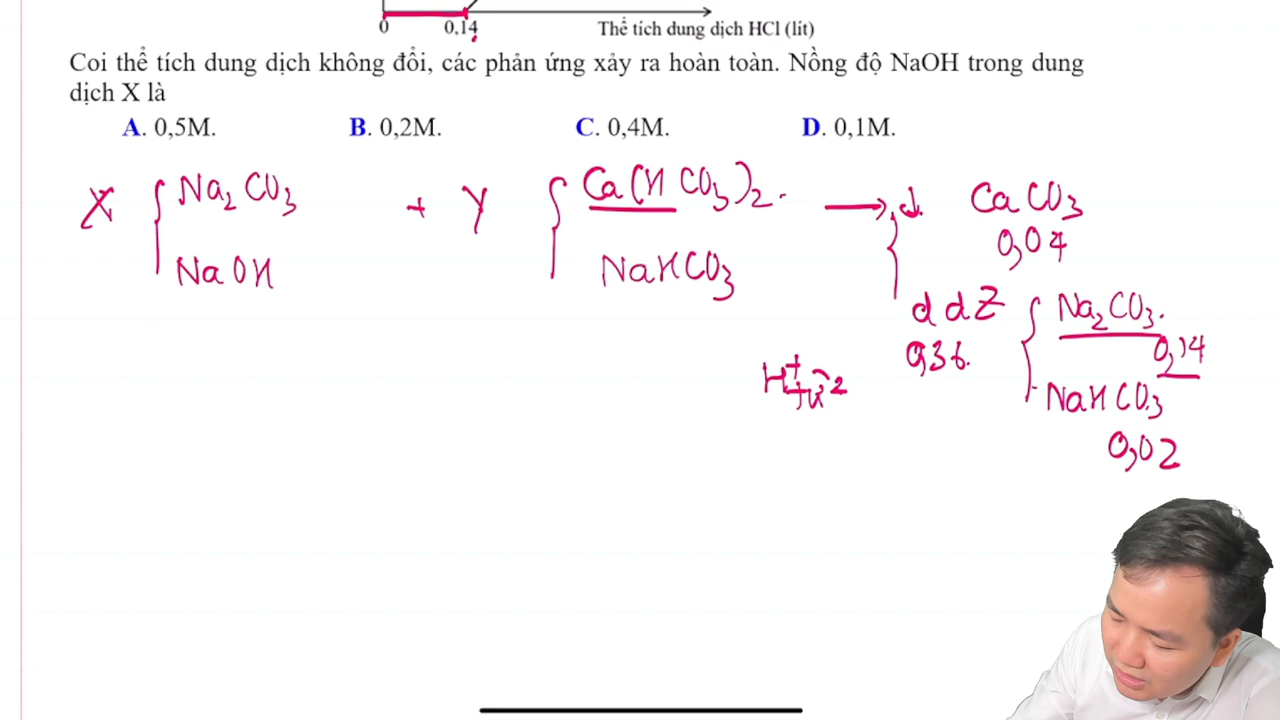 0 0,14 Thể tích dung dịch HCl (lít)
Coi thể tích dung dịch không đổi, các phản ứng xảy ra hoàn toàn. Nồng độ NaOH trong dung
dịch X là
A. 0,5M. B. 0,2M. C. 0,4M. D. 0,1M.
X { Na2CO3 + Y { Ca(HCO3)2. → ↓ CaCO3
0,04
NaOH NaHCO3
ddZ { Na2CO3.
0,36. 0,14
H+
NaHCO3
0,02